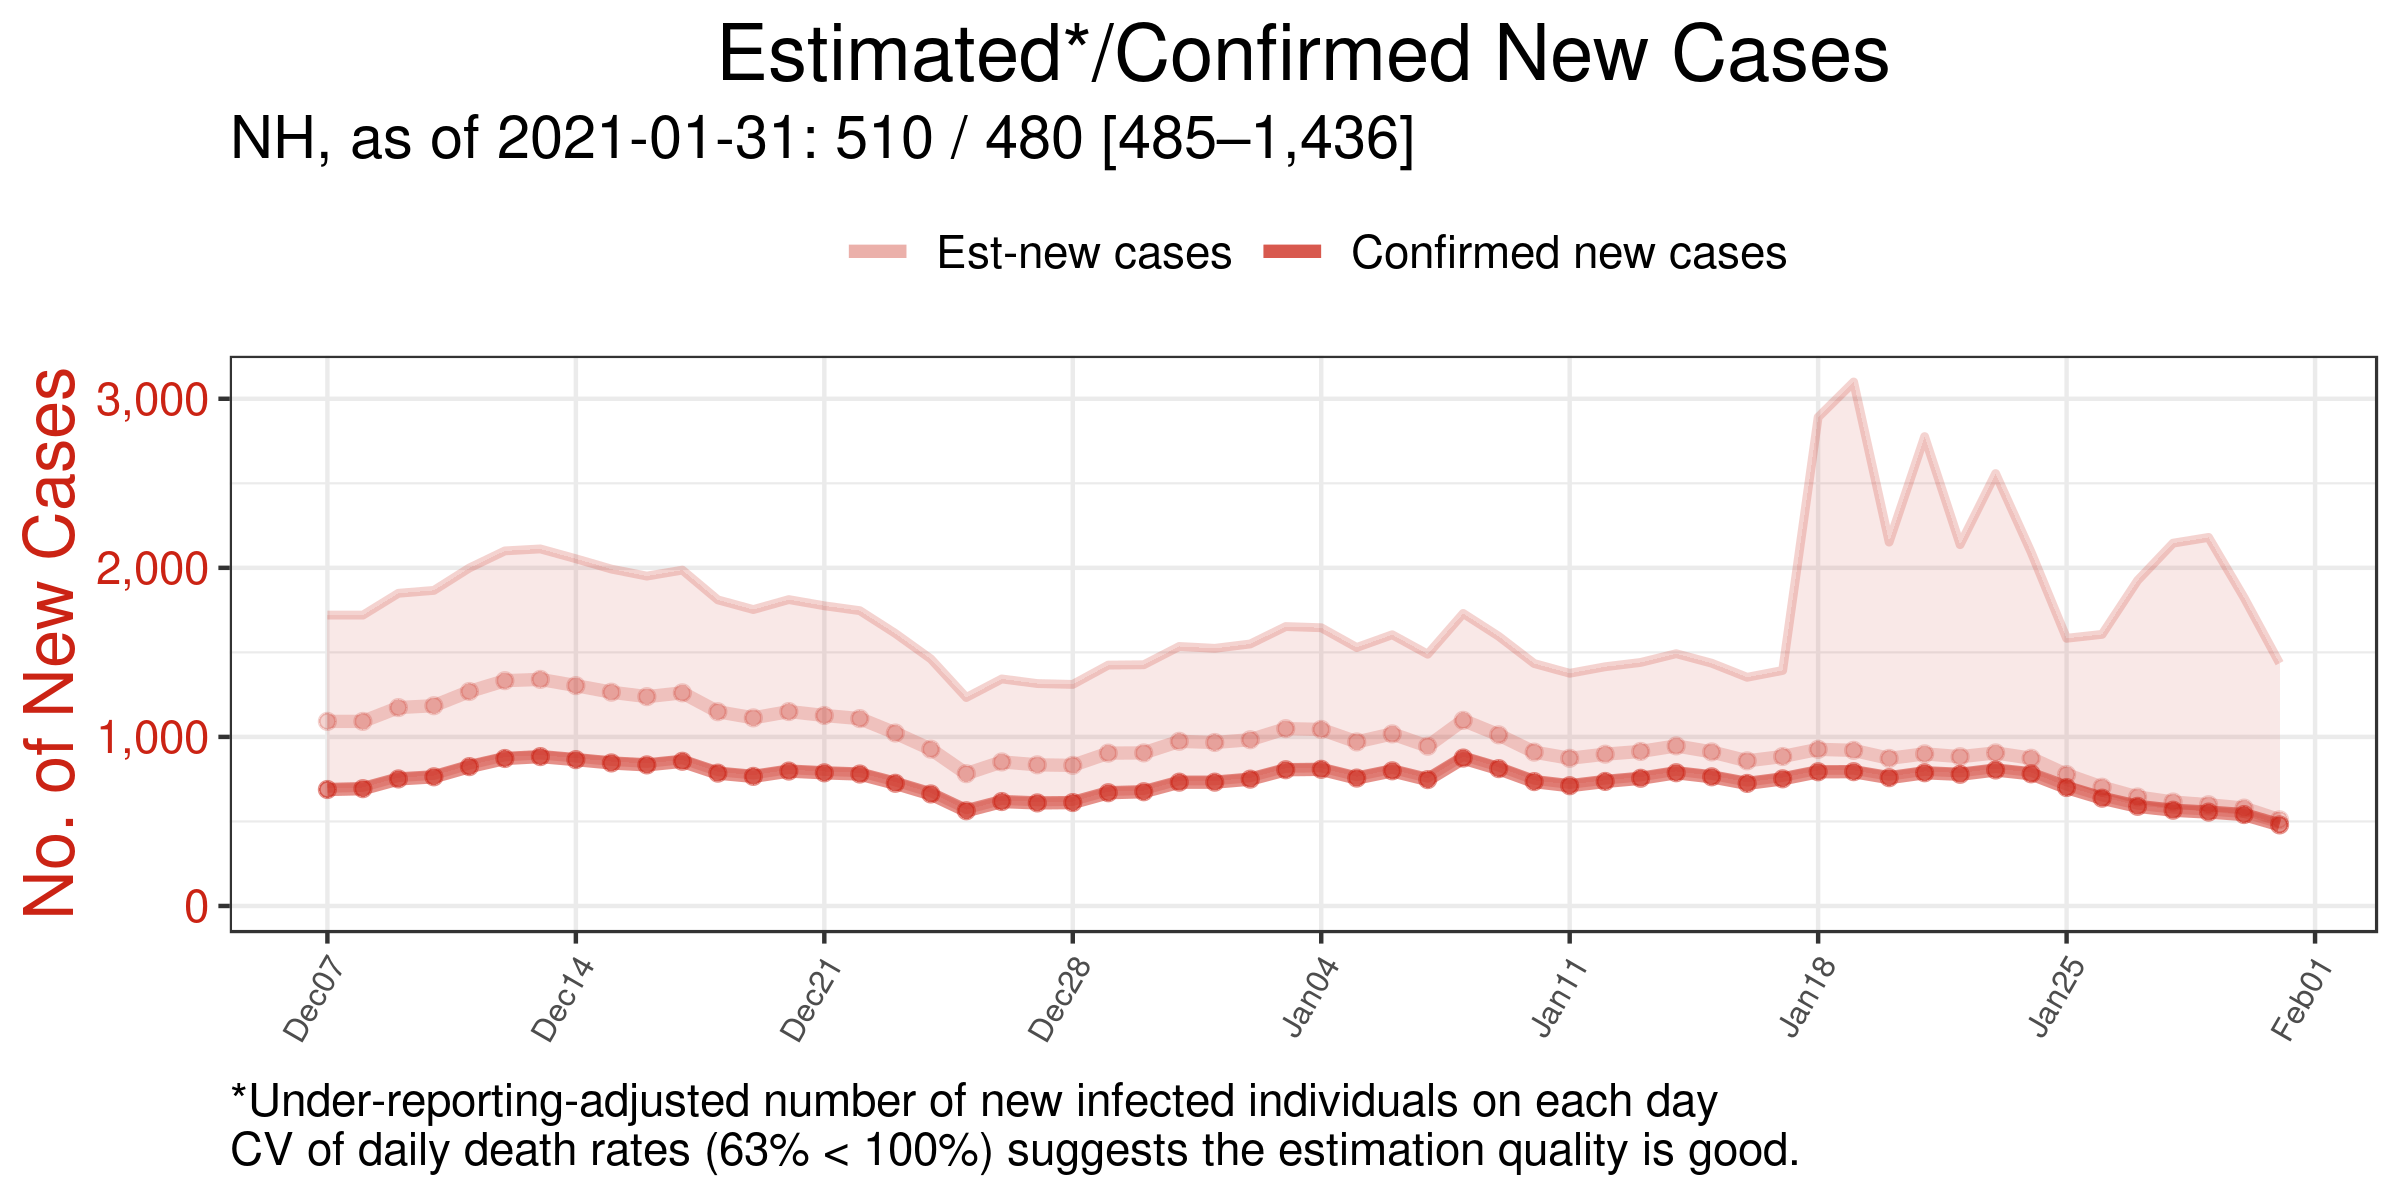 Estimated*/Confirmed New Cases
NH, as of 2021-01-31: 510 / 480 [485–1,436]
Est-new cases
Confirmed new cases
No. of New Cases
3,000
2,000
1,000
0
Dec07
Dec14
Dec21
Dec28
Jan04
Jan11
Jan18
Jan25
Feb01
*Under-reporting-adjusted number of new infected individuals on each day
CV of daily death rates (63% < 100%) suggests the estimation quality is good.